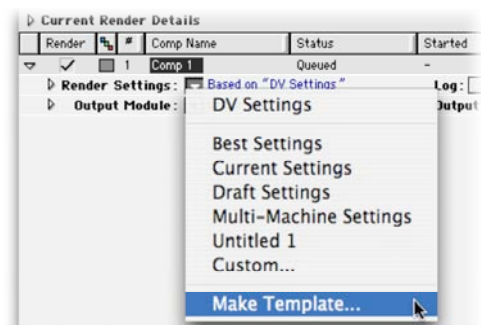 Current Render Details
Render # Comp Name Status Started
1 Comp 1 Queued -
Render Settings: Based on "DV Settings" Log:
Output Module: Output
DV Settings
Best Settings
Current Settings
Draft Settings
Multi-Machine Settings
Untitled 1
Custom...
Make Template...